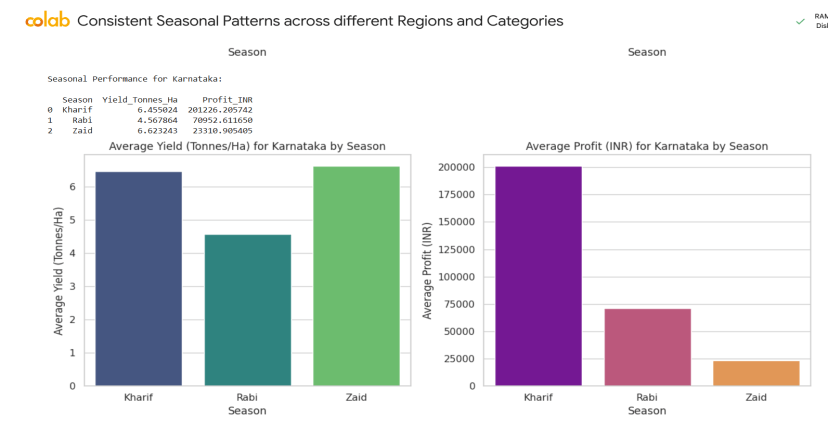 colab Consistent Seasonal Patterns across different Regions and Categories
RAM
Season Season
Seasonal Performance for Karnataka:
Season Yield_Tonnes_Ha Profit_INR
0 Kharif 6.455024 201226.205742
1 Rabi 4.567864 70952.611650
2 Zaid 6.623243 23310.905405
Average Yield (Tonnes/Ha) for Karnataka by Season
Average Yield (Tonnes/Ha)
6
5
4
3
2
1
0
Kharif Rabi Zaid
Season
Average Profit (INR) for Karnataka by Season
Average Profit (INR)
200000
175000
150000
125000
100000
75000
50000
25000
0
Kharif Rabi Zaid
Season